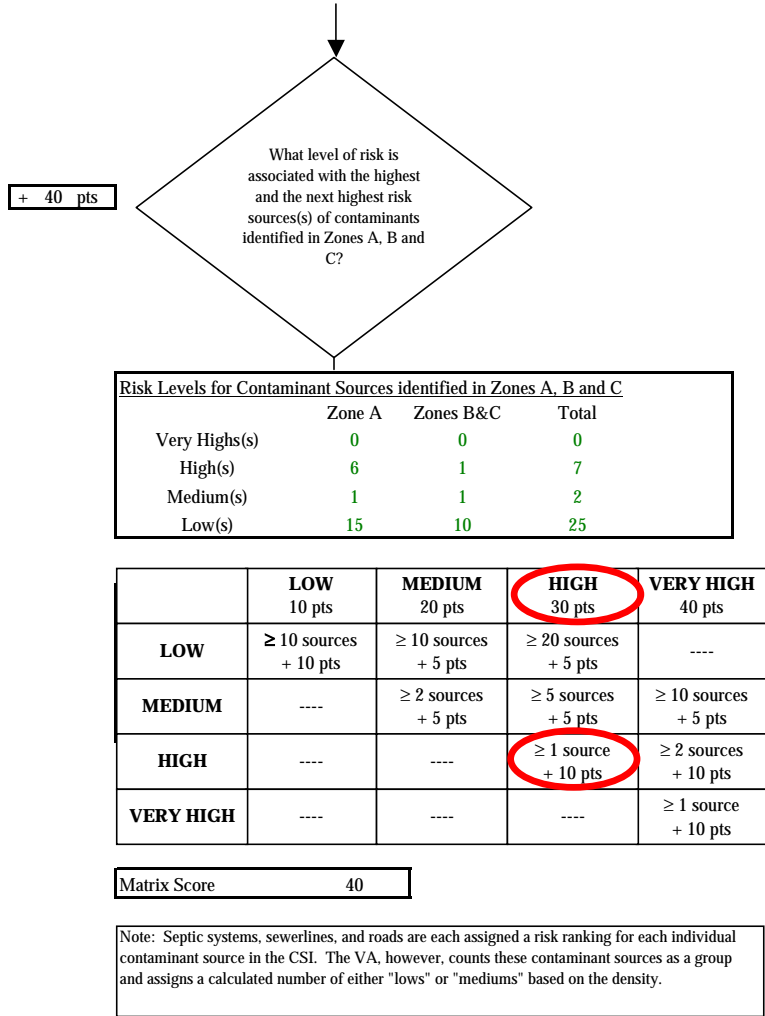 What level of risk is
associated with the highest
and the next highest risk
sources(s) of contaminants
identified in Zones A, B and
C?
+ 40 pts
Risk Levels for Contaminant Sources identified in Zones A, B and C
Zone A Zones B&C Total
Very Highs(s) 0 0 0
High(s) 6 1 7
Medium(s) 1 1 2
Low(s) 15 10 25
LOW MEDIUM HIGH VERY HIGH
10 pts 20 pts 30 pts 40 pts
LOW ≥ 10 sources + 10 pts ≥ 10 sources + 5 pts ≥ 20 sources + 5 pts ----
MEDIUM ---- ≥ 2 sources + 5 pts ≥ 5 sources + 5 pts ≥ 10 sources + 5 pts
HIGH ---- ---- ≥ 1 source + 10 pts ≥ 2 sources + 10 pts
VERY HIGH ---- ---- ---- ≥ 1 source + 10 pts
Matrix Score 40
Note: Septic systems, sewerlines, and roads are each assigned a risk ranking for each individual
contaminant source in the CSI. The VA, however, counts these contaminant sources as a group
and assigns a calculated number of either "lows" or "mediums" based on the density.